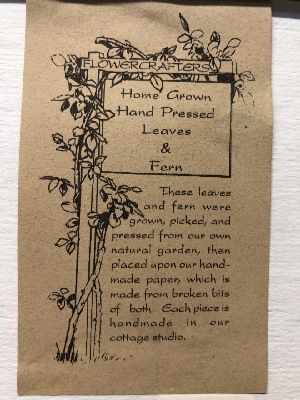 FLOWERCRAFTERS
Home Grown
Hand Pressed
Leaves
&
Fern
These leaves
and fern were
grown, picked, and
pressed from our own
natural garden, then
placed upon our hand-
made paper, which is
made from broken bits
of both. Each piece is
handmade in our
cottage studio.